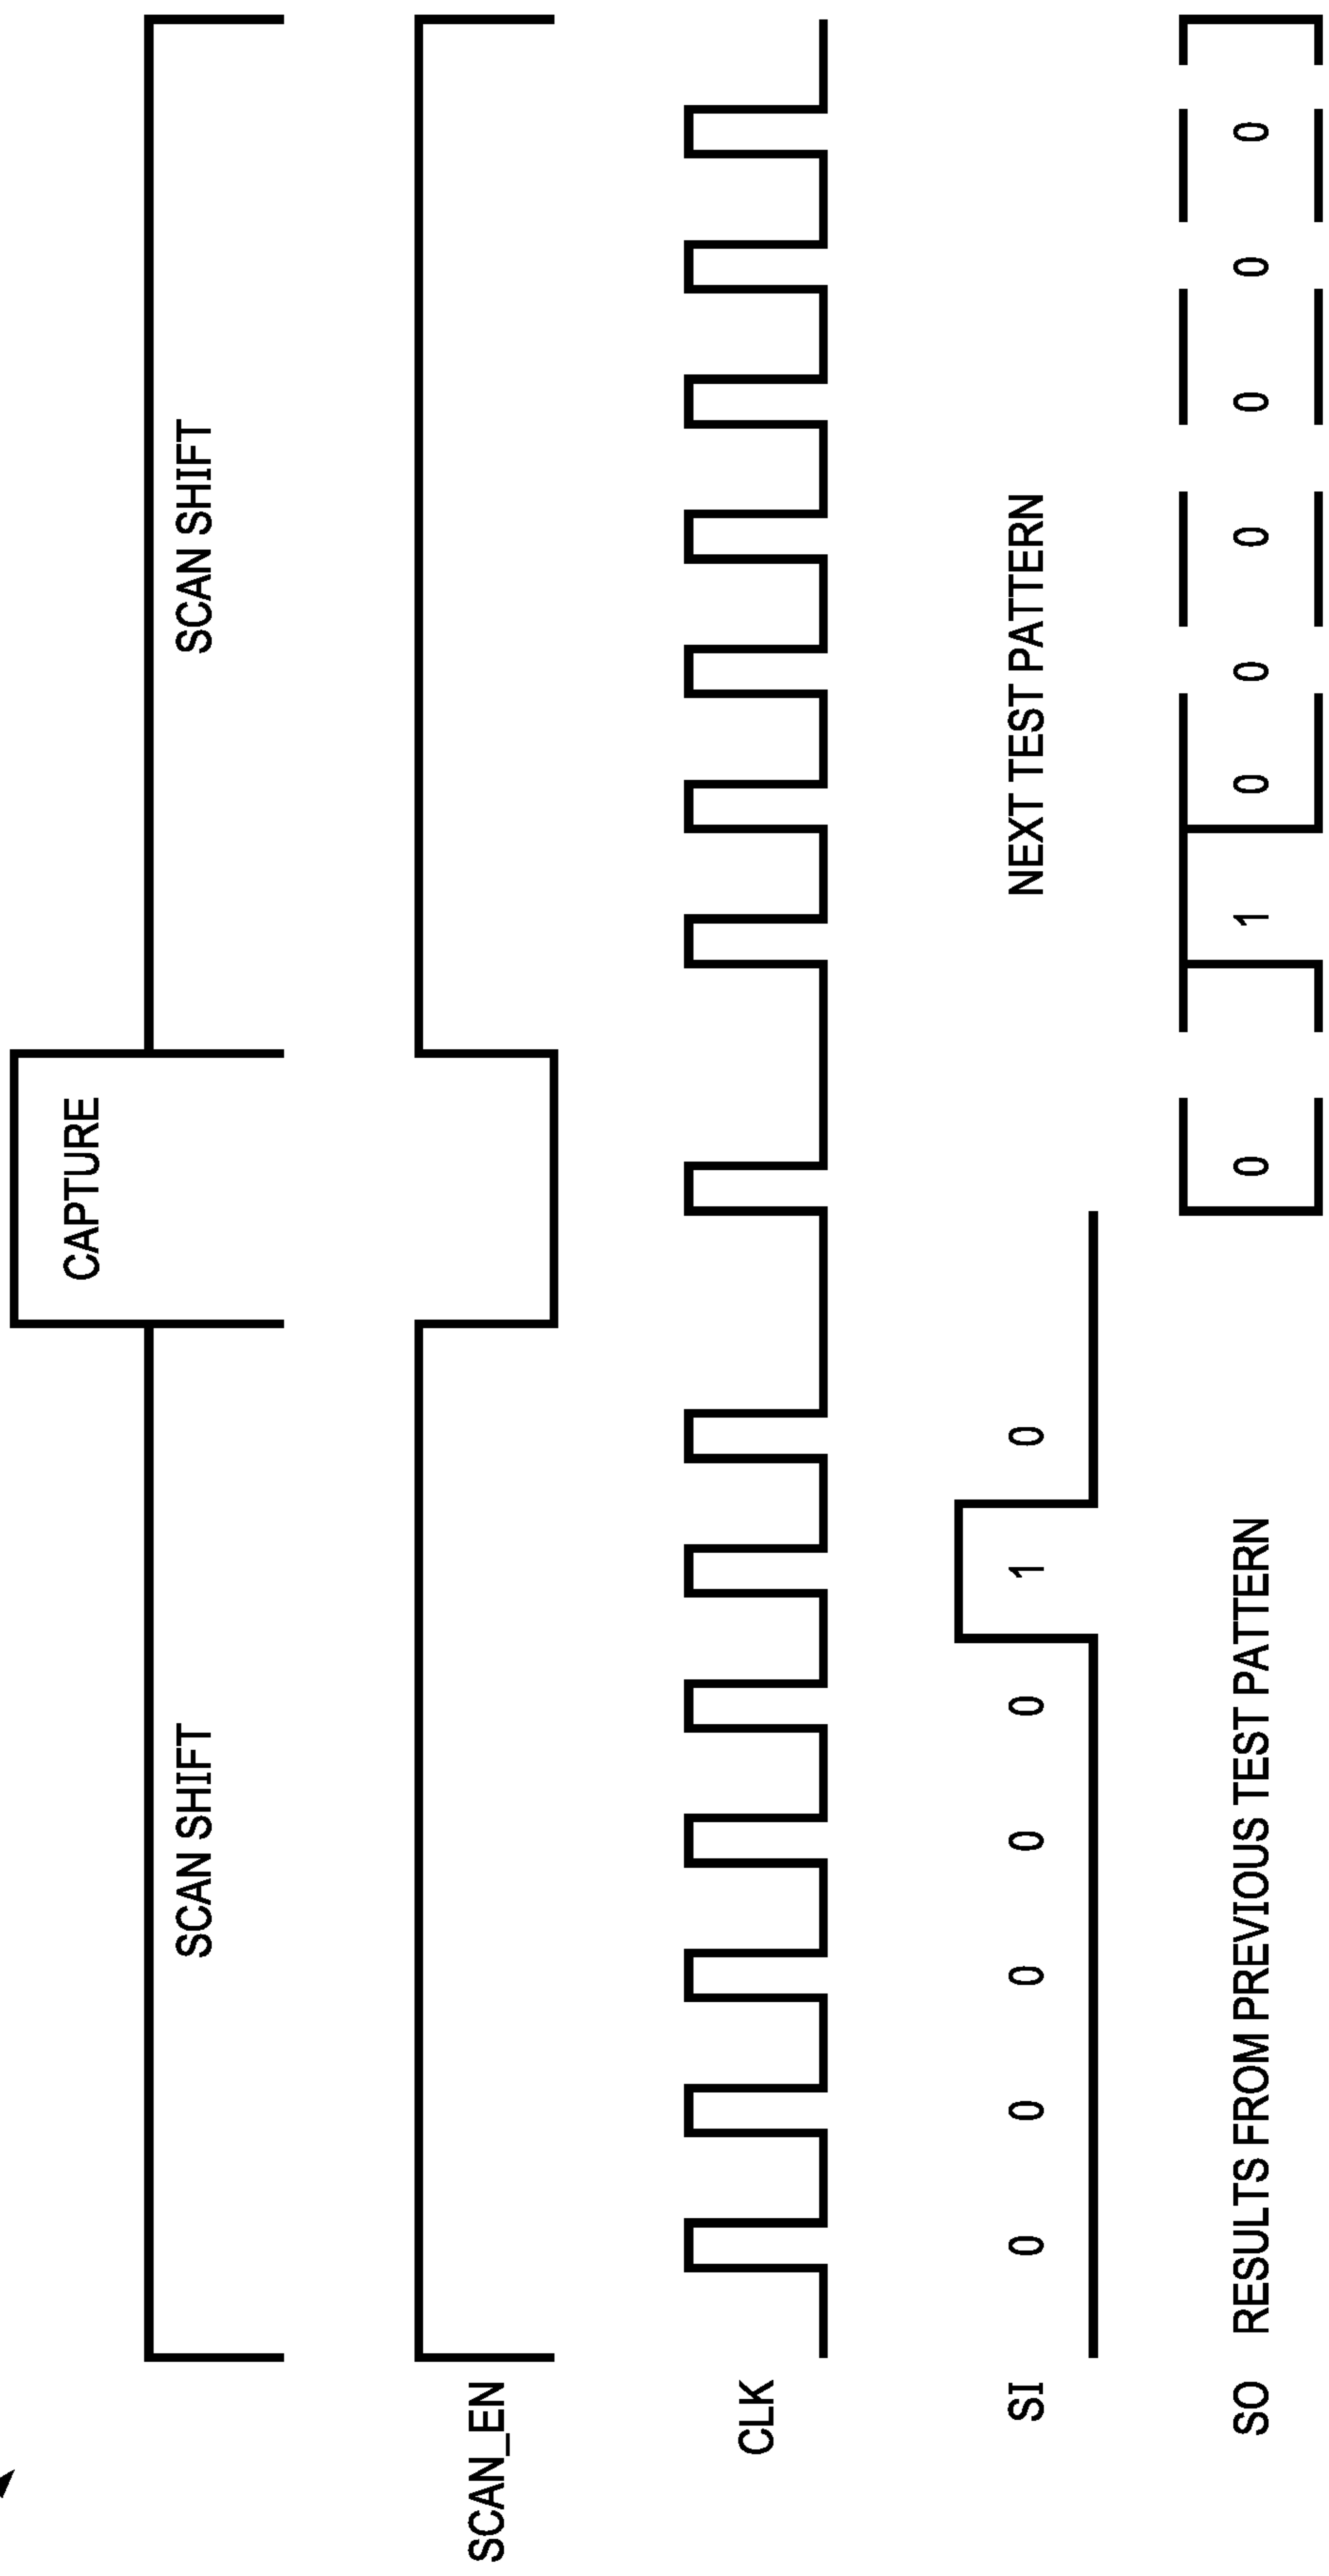 SCAN SHIFT CAPTURE SCAN SHIFT
SCAN_EN
CLK
SI 0 0 0 0 0 1 0 NEXT TEST PATTERN
SO RESULTS FROM PREVIOUS TEST PATTERN 0 1 0 0 0 0 0 0